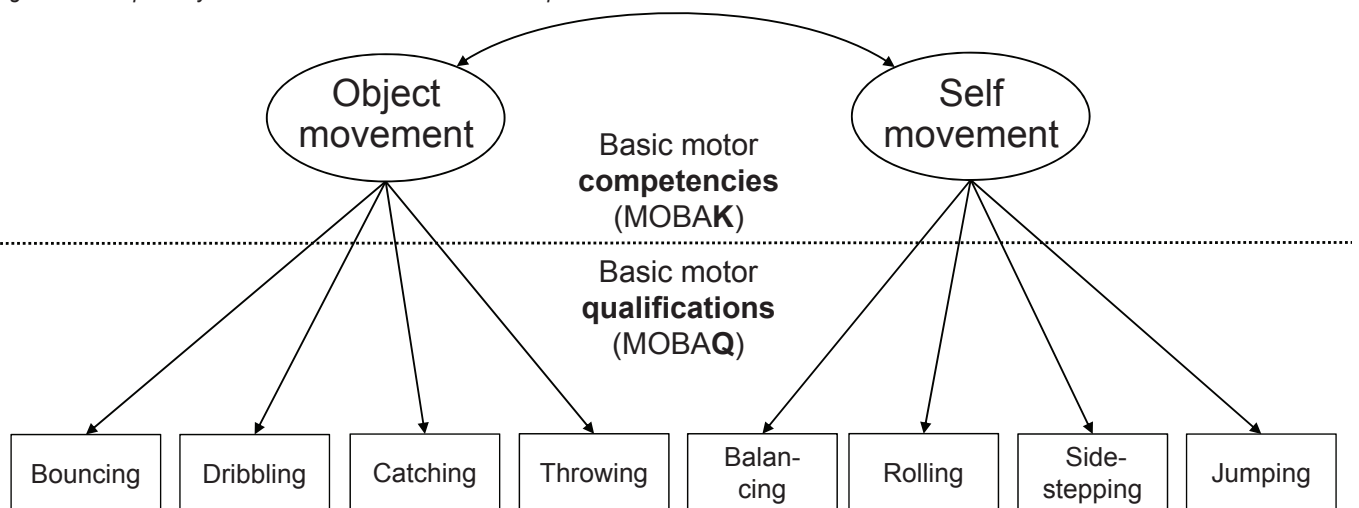 Object
movement
Self
movement
Basic motor
competencies
(MOBAK)
Basic motor
qualifications
(MOBAQ)
Bouncing
Dribbling
Catching
Throwing
Balan-
cing
Rolling
Side-
stepping
Jumping